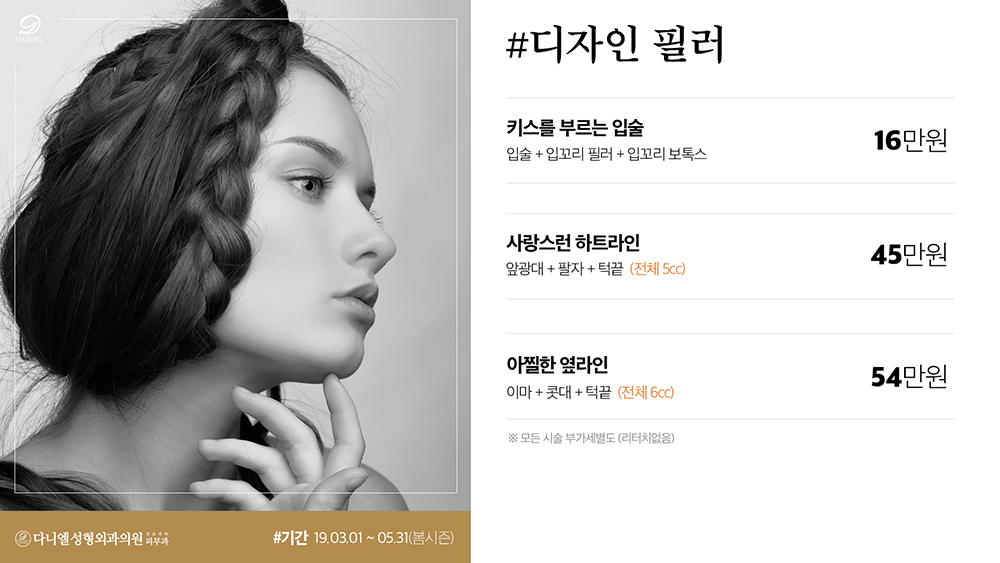 DANIEL
#디자인 필러
키스를 부르는 입술
입술 + 입꼬리 필러 + 입꼬리 보톡스
16만원
사랑스런 하트라인
앞광대 + 팔자 + 턱끝 (전체 5cc)
45만원
아찔한 옆라인
이마 + 콧대 + 턱끝 (전체 6cc)
54만원
※ 모든 시술 부가세별도 (리터치없음)
다니엘성형외과의원 피부과
#기간 19.03.01 ~ 05.31(봄시즌)